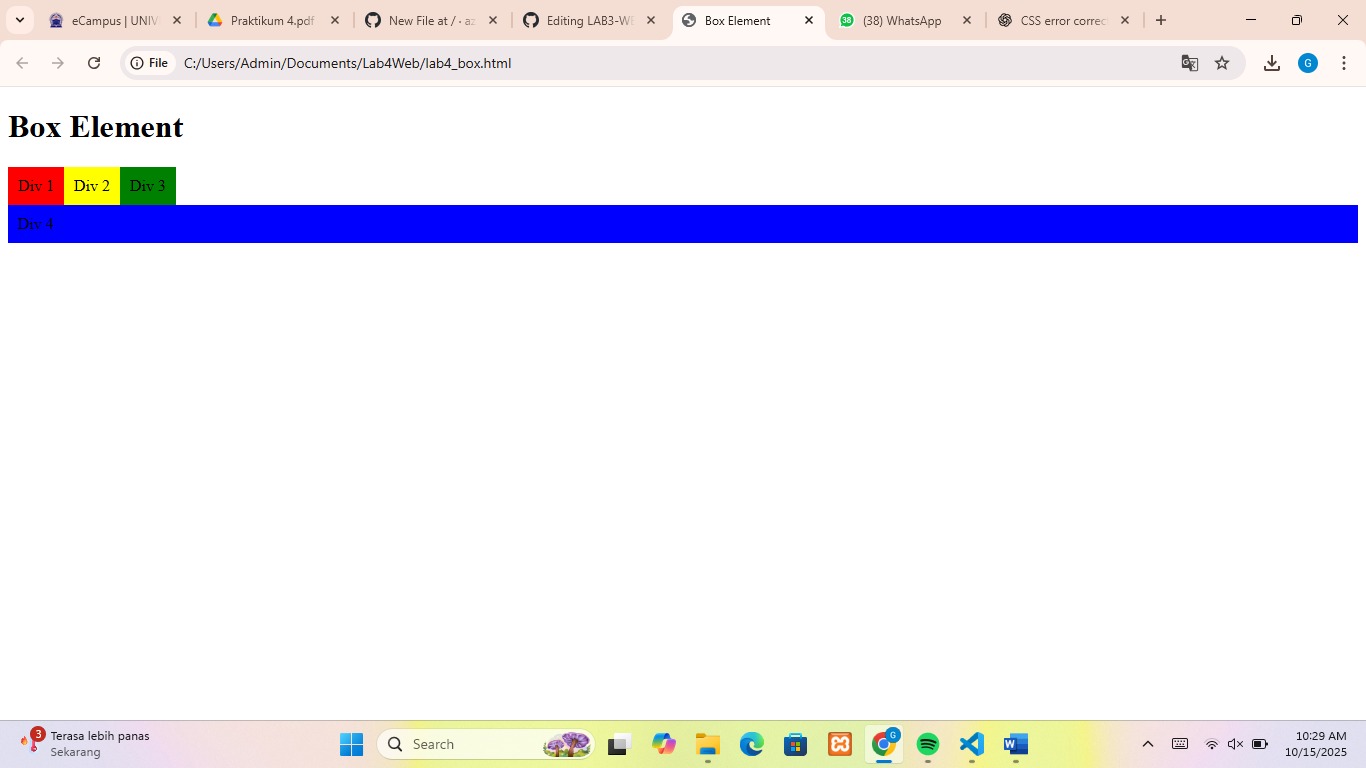 eCampus | UNIV
Praktikum 4.pdf
New File at / · az
Editing LAB3-WE
Box Element
38
(38) WhatsApp
CSS error correc
File
C:/Users/Admin/Documents/Lab4Web/lab4_box.html
G
Box Element
Div 1
Div 2
Div 3
Div 4
3
Terasa lebih panas
Sekarang
Search
G
10:29 AM
10/15/2025